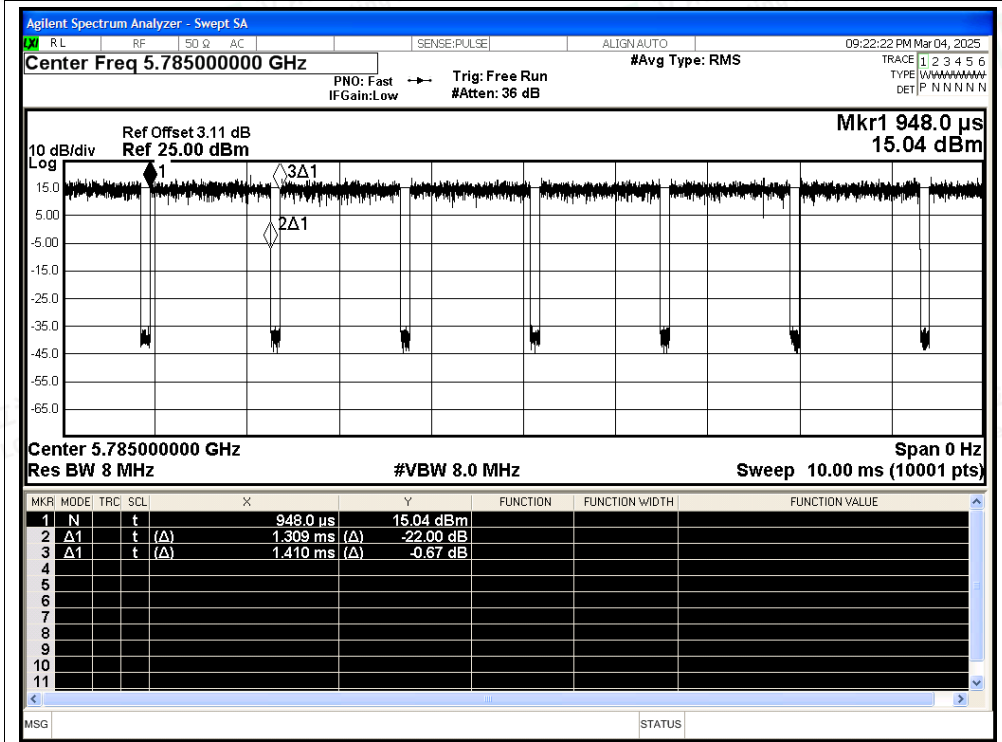 Agilent Spectrum Analyzer - Swept SA
LXI RL RF 50 Ω AC SENSE:PULSE ALIGN AUTO 09:22:22 PM Mar 04, 2025
Center Freq 5.785000000 GHz #Avg Type: RMS TRACE 1 2 3 4 5 6
PNO: Fast Trig: Free Run TYPE
IFGain:Low #Atten: 36 dB DET P N N N N N
Mkr1 948.0 µs
Ref Offset 3.11 dB
10 dB/div Ref 25.00 dBm 15.04 dBm
Log
1 3Δ1
15.0
2Δ1
5.00
-5.00
-15.0
-25.0
-35.0
-45.0
-55.0
-65.0
Center 5.785000000 GHz Span 0 Hz
Res BW 8 MHz #VBW 8.0 MHz Sweep 10.00 ms (10001 pts)
MKR MODE TRC SCL X Y FUNCTION FUNCTION WIDTH FUNCTION VALUE
1 N t 948.0 µs 15.04 dBm
2 Δ1 t (Δ) 1.309 ms (Δ) -22.00 dB
3 Δ1 t (Δ) 1.410 ms (Δ) -0.67 dB
4
5
6
7
8
9
10
11
MSG STATUS